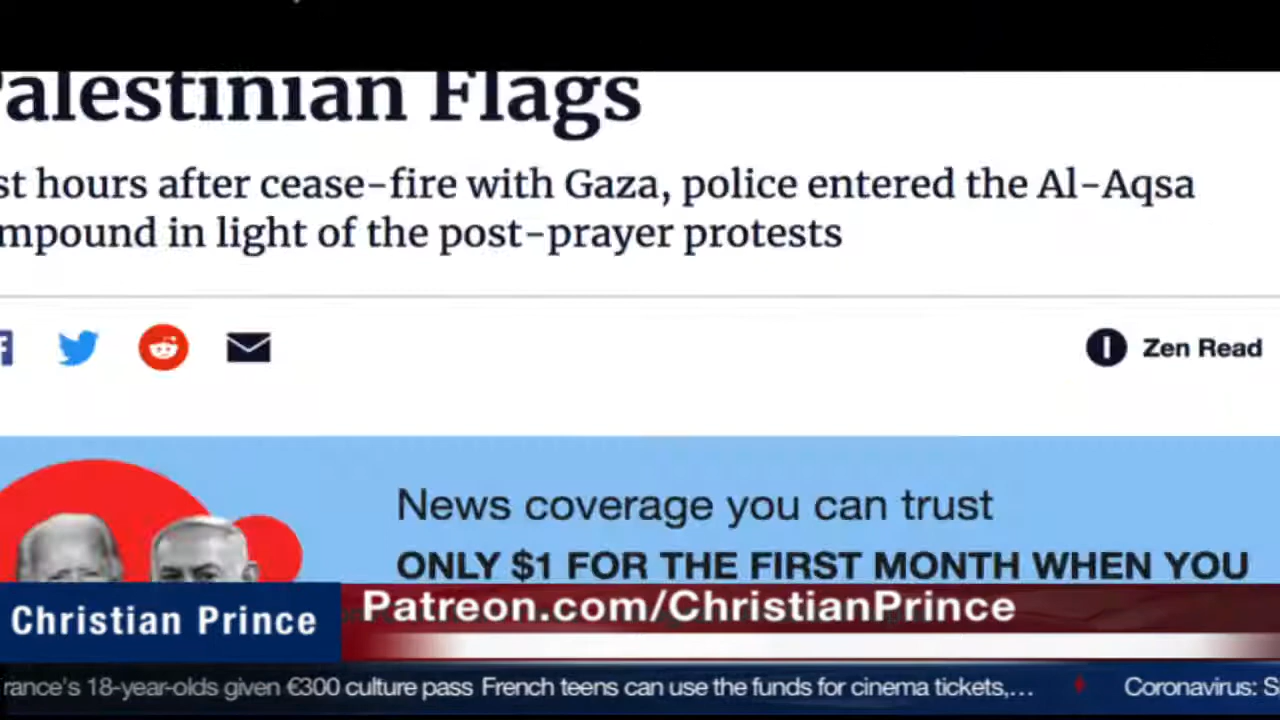 alestinian Flags
st hours after cease-fire with Gaza, police entered the Al-Aqsa
mpound in light of the post-prayer protests
Zen Read
News coverage you can trust
ONLY $1 FOR THE FIRST MONTH WHEN YOU
Christian Prince
Patreon.com/ChristianPrince
rance's 18-year-olds given €300 culture pass French teens can use the funds for cinema tickets,... Coronavirus: S